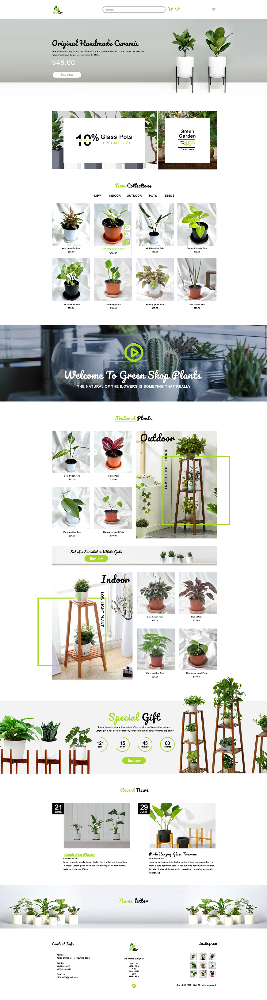 Potter
search
Original Handmade Ceramic
Lorem Ipsum is simply dummy text of the printing and typesetting industry. Lorem Ipsum has been the
industry's standard dummy text ever since the 1500s,
$48.00
Buy now
10% Glass Pots
SALE OFF
SPECIAL GIFT
4
Green
Garden
Save
Over 40%
First sale to pots
New Collections
NEW INDOOR OUTDOOR POTS SEEDS
Very beautiful Pots
$28.00
Awsome green pots
$60.80
Mini Beautiful Pots
$30.00
Fantastic lovely Pots
$23.00
Two rounded Pots
$50.00
Very long Pots
$50.00
Buterfly good Pots
$30.00
Cold frozen Pots
$23.00
Welcome To Green Shop Plants
THE NATURAL OF THE fLOWERS IS SOMETING THAT REALLY
Featured Plants
Cold frozen Pots
$23.00
Smile Pots
$32.00
Outdoor
BRIGHT LIGHT PLANT
Warm and hot Pots
$21.00
Number of good Pots
$39.00
Set of a Succalat in White Gots
Buy now
Indoor
LOW LIGHT PLANT
Cold frozen Pots
$23.00
Smile Pots
$32.00
Warm and hot Pots
$21.00
Number of good Pots
$39.00
Special Gift
Lorem Ipsum is simply dummy text of the printing and typesetting industry.
Lorem Ipsum has been the industry's standard dummy text ever since the 1500s,
121 15 45 60
days month minutes seconds
Buy now
Recent News
21
JUNE
Connic Sam Planter
geunyoung kim
Lorem Ipsum is simply dummy text of the printing and typesetting
industry. Lorem Ipsum has been the industry's standard dummy
text ever since the 1500s,
29
JUNE
Parla Hanging Glass Terarium
geunyoung kim
when an unknown printer took a galley of type and scrambled it to
make a type specimen book. It has survived not only five centuries,
but also the leap into electronic typesetting, remaining essentially
unchanged.
Name letter
Contact Info
Address
Korea shiheng-si jeongwang dong
Call Us
02)1234-5678
010)1234-9876
Email Us
12345678@gmail.com
Potter
We Works Everyday
Mon - Fri
9AM - 6PM
Sat
9AM -5PM
SUN
9AM - 4PM
Instagram
Copyright 2017. KGY All rights reserved